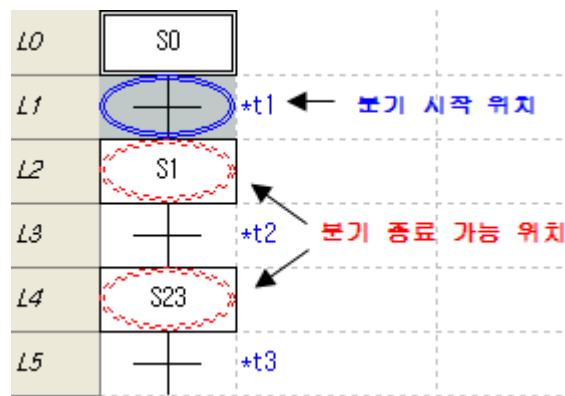 L0 S0
L1 *t1 분기 시작 위치
L2 S1
L3 *t2 분기 종료 가능 위치
L4 S23
L5 *t3